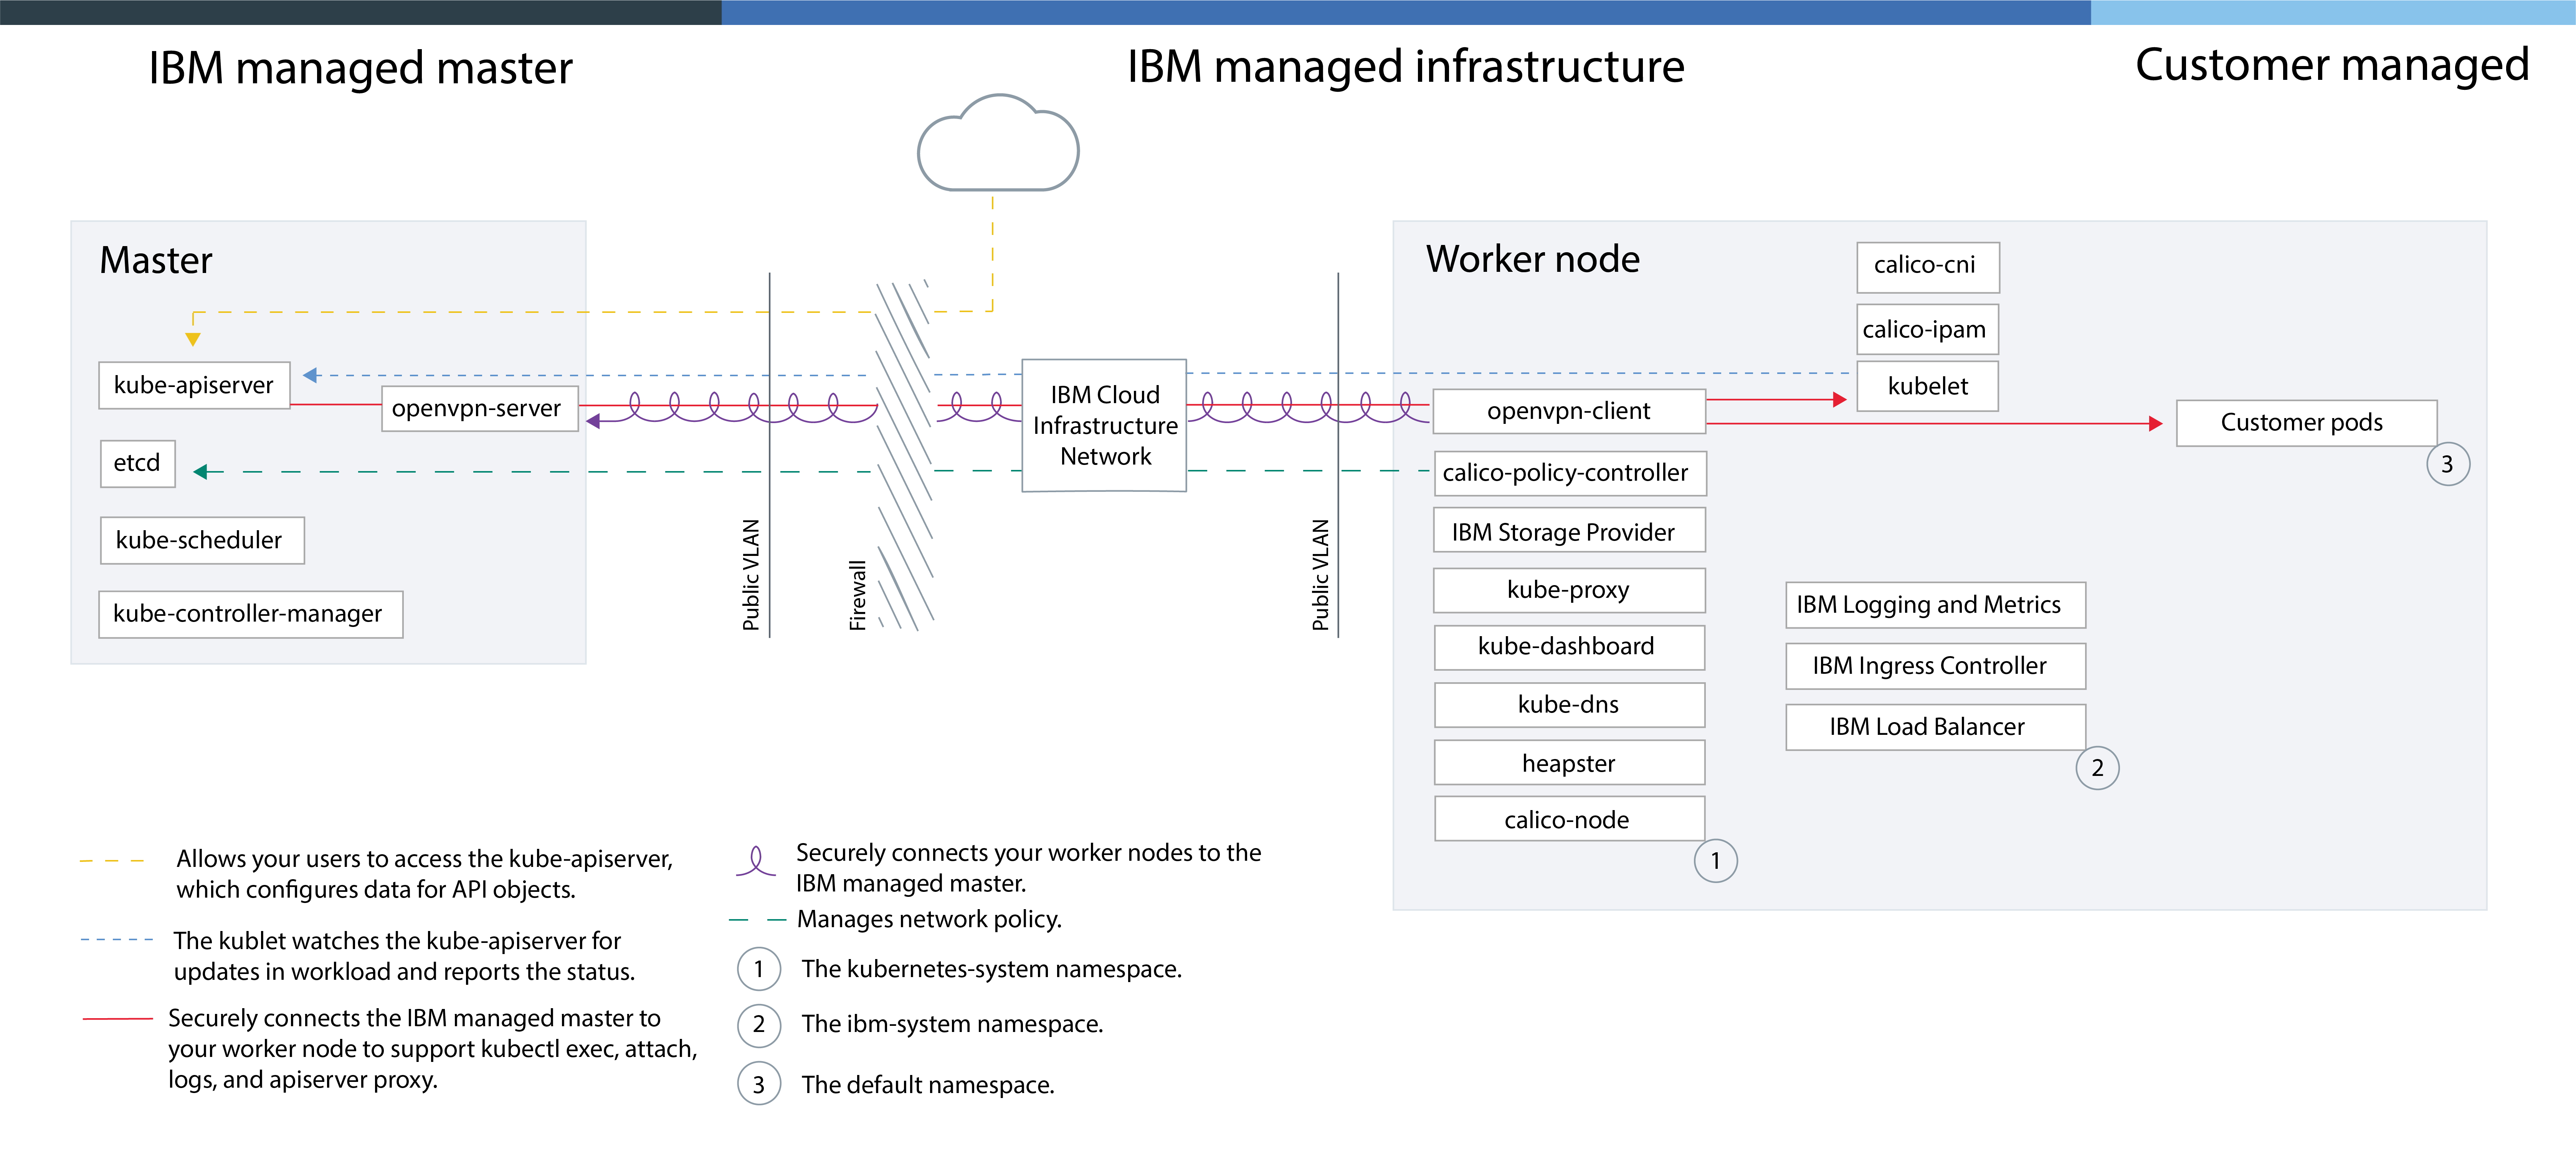 IBM managed master
IBM managed infrastructure
Customer managed
Master
kube-apiserver
openvpn-server
etcd
kube-scheduler
kube-controller-manager
Public VLAN
Firewall
IBM Cloud
Infrastructure
Network
Public VLAN
Worker node
calico-cni
calico-ipam
kubelet
openvpn-client
Customer pods
3
calico-policy-controller
IBM Storage Provider
kube-proxy
kube-dashboard
kube-dns
heapster
calico-node
1
IBM Logging and Metrics
IBM Ingress Controller
IBM Load Balancer
2
Allows your users to access the kube-apiserver,
which configures data for API objects.
The kublet watches the kube-apiserver for
updates in workload and reports the status.
Securely connects the IBM managed master to
your worker node to support kubectl exec, attach,
logs, and apiserver proxy.
Securely connects your worker nodes to the
IBM managed master.
Manages network policy.
1 The kubernetes-system namespace.
2 The ibm-system namespace.
3 The default namespace.